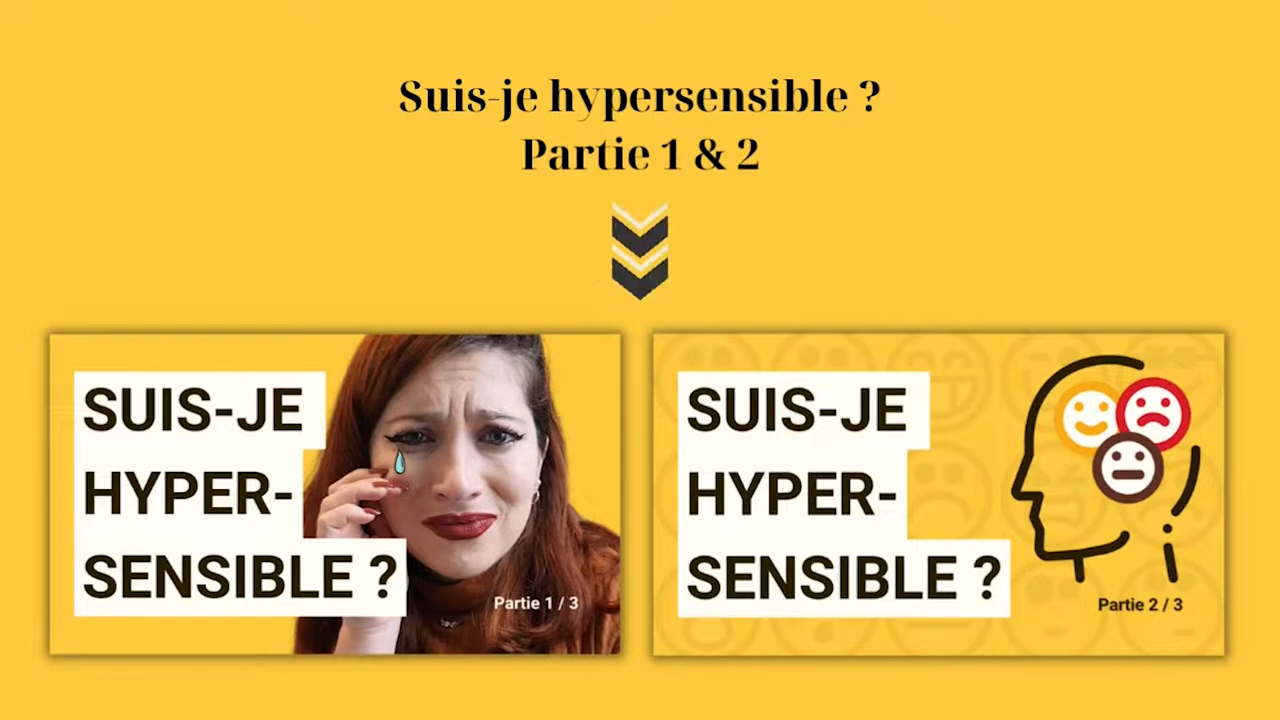 Suis-je hypersensible ?
Partie 1 & 2
SUIS-JE
HYPER-
SENSIBLE ?
Partie 1 / 3
SUIS-JE
HYPER-
SENSIBLE ?
Partie 2 / 3